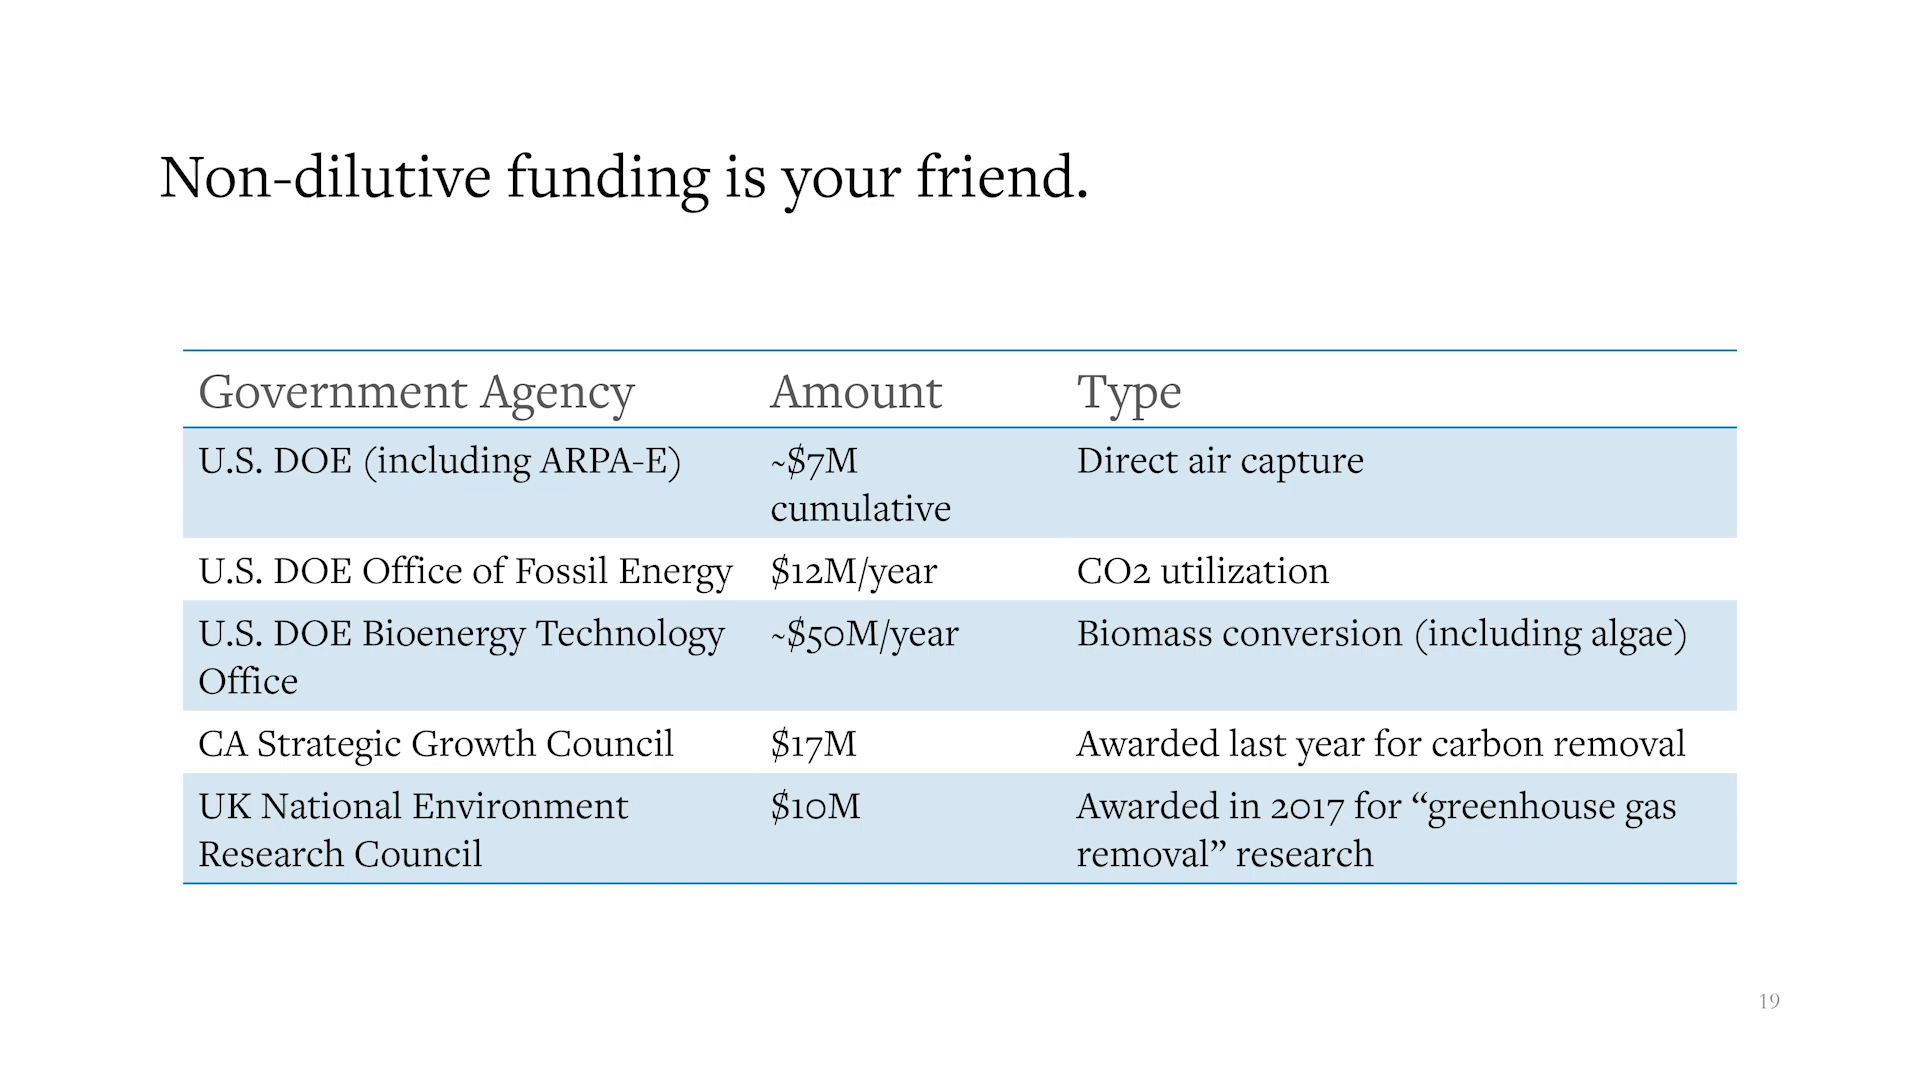 Non-dilutive funding is your friend.
Government Agency Amount Type
U.S. DOE (including ARPA-E) ~$7M Direct air capture
cumulative
U.S. DOE Office of Fossil Energy $12M/year CO2 utilization
U.S. DOE Bioenergy Technology ~$50M/year Biomass conversion (including algae)
Office
CA Strategic Growth Council $17M Awarded last year for carbon removal
UK National Environment $10M Awarded in 2017 for “greenhouse gas
Research Council removal” research
19